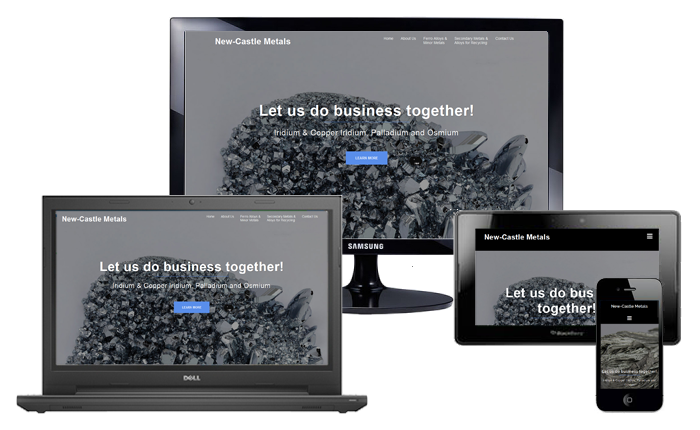 New-Castle Metals
Home
About Us
Ferro Alloys &
Minor Metals
Secondary Metals &
Alloys for Recycling
Contact Us
Let us do business together!
Iridium & Copper Iridium, Palladium and Osmium
LEARN MORE
SAMSUNG
New-Castle Metals
Home
About Us
Ferro Alloys &
Minor Metals
Secondary Metals &
Alloys for Recycling
Contact Us
Let us do business together!
Iridium & Copper Iridium, Palladium and Osmium
LEARN MORE
DELL
New-Castle Metals
Let us do bus
together!
BlackBerry
New-Castle Metals
Let us do business together!